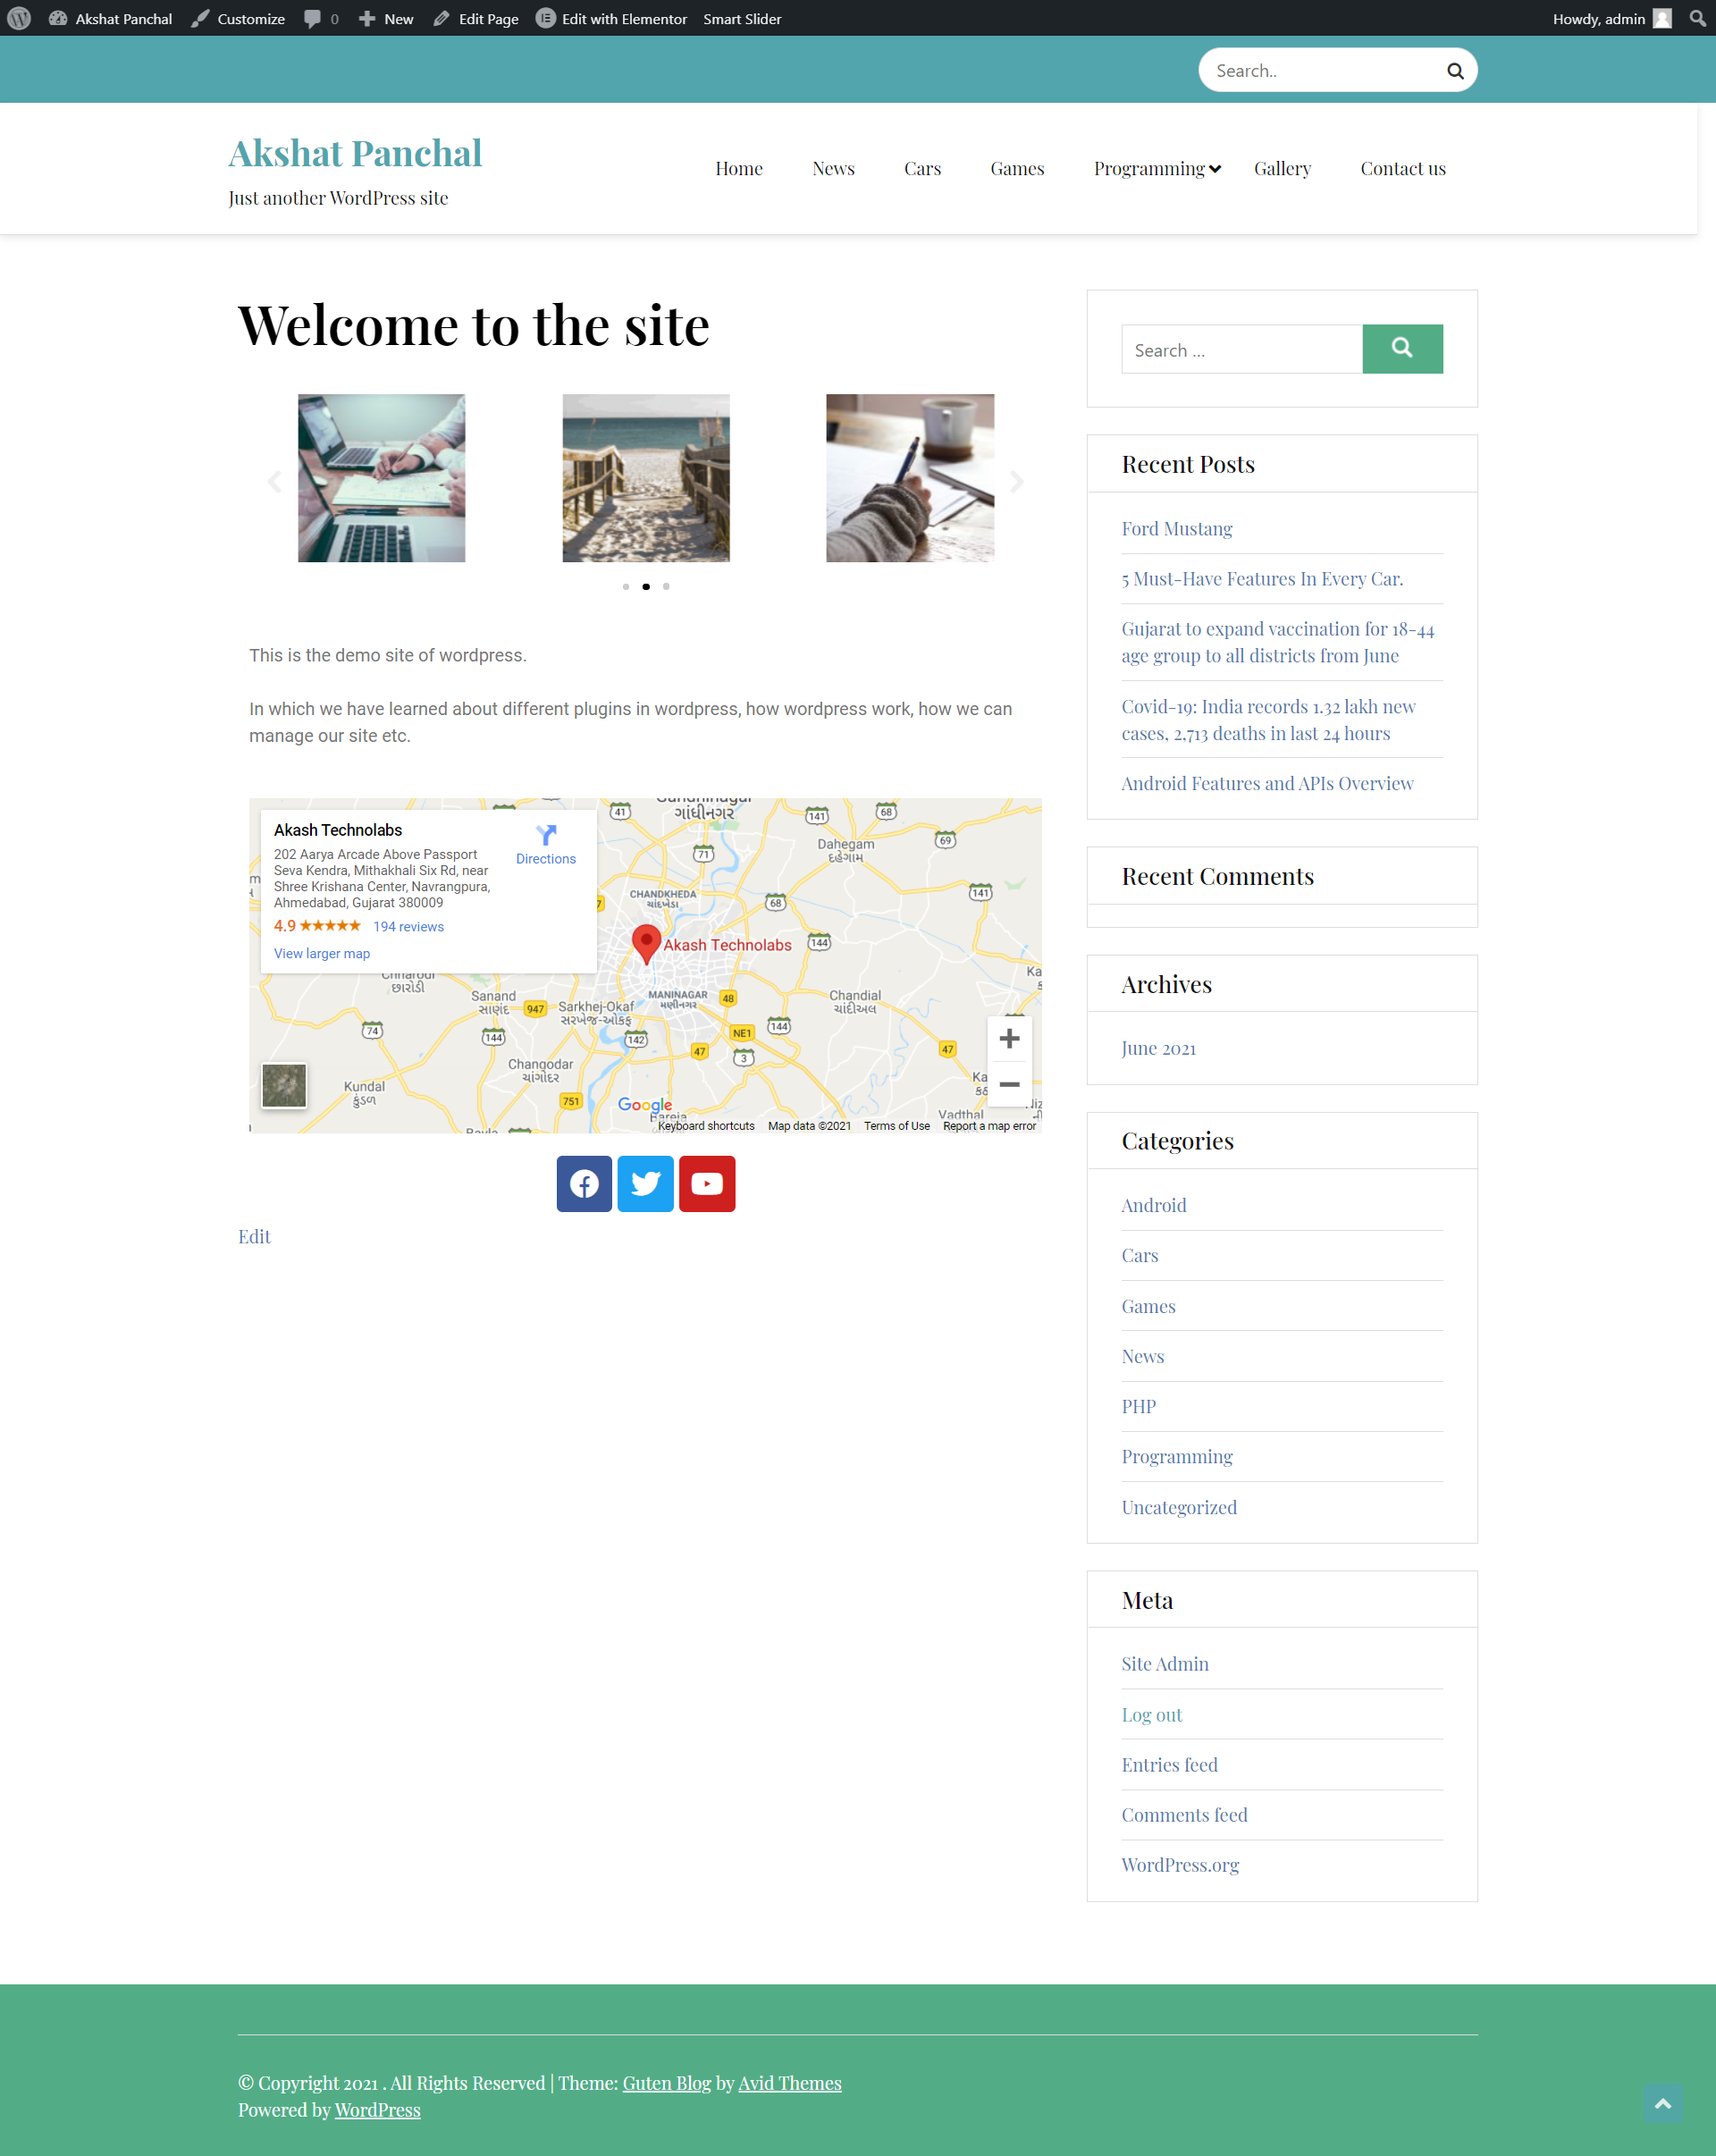 Akshat Panchal
Customize
0
New
Edit Page
Edit with Elementor
Smart Slider
Howdy, admin
Search..
Akshat Panchal
Just another WordPress site
Home
News
Cars
Games
Programming
Gallery
Contact us
Welcome to the site
This is the demo site of wordpress.
In which we have learned about different plugins in wordpress, how wordpress work, how we can
manage our site etc.
Akash Technolabs
202 Aarya Arcade Above Passport
Seva Kendra, Mithakhali Six Rd, near
Shree Krishana Center, Navrangpura,
Ahmedabad, Gujarat 380009
Directions
4.9
194 reviews
View larger map
ગાંધીનગર
41
141
68
Dahegam
દહેગામ
69
71
CHANDKHEDA
ચાંદખેડા
68
141
7
Akash Technolabs
144
છારોડી
Sanand
સાણંદ
947
Sarkhej-Okaf
સરખેજ-ઓકફ
MANINAGAR
મણીનગર
48
Chandial
ચાંદીઅલ
Ka
74
144
142
NE1
144
47
3
47
Changodar
ચાંગોદર
Kundal
કુંડળ
751
Google
Bareja
Vadthal
Keyboard shortcuts
Map data ©2021
Terms of Use
Report a map error
Edit
Search …
Recent Posts
Ford Mustang
5 Must-Have Features In Every Car.
Gujarat to expand vaccination for 18-44
age group to all districts from June
Covid-19: India records 1.32 lakh new
cases, 2,713 deaths in last 24 hours
Android Features and APIs Overview
Recent Comments
Archives
June 2021
Categories
Android
Cars
Games
News
PHP
Programming
Uncategorized
Meta
Site Admin
Log out
Entries feed
Comments feed
WordPress.org
© Copyright 2021 . All Rights Reserved | Theme: Guten Blog by Avid Themes
Powered by WordPress